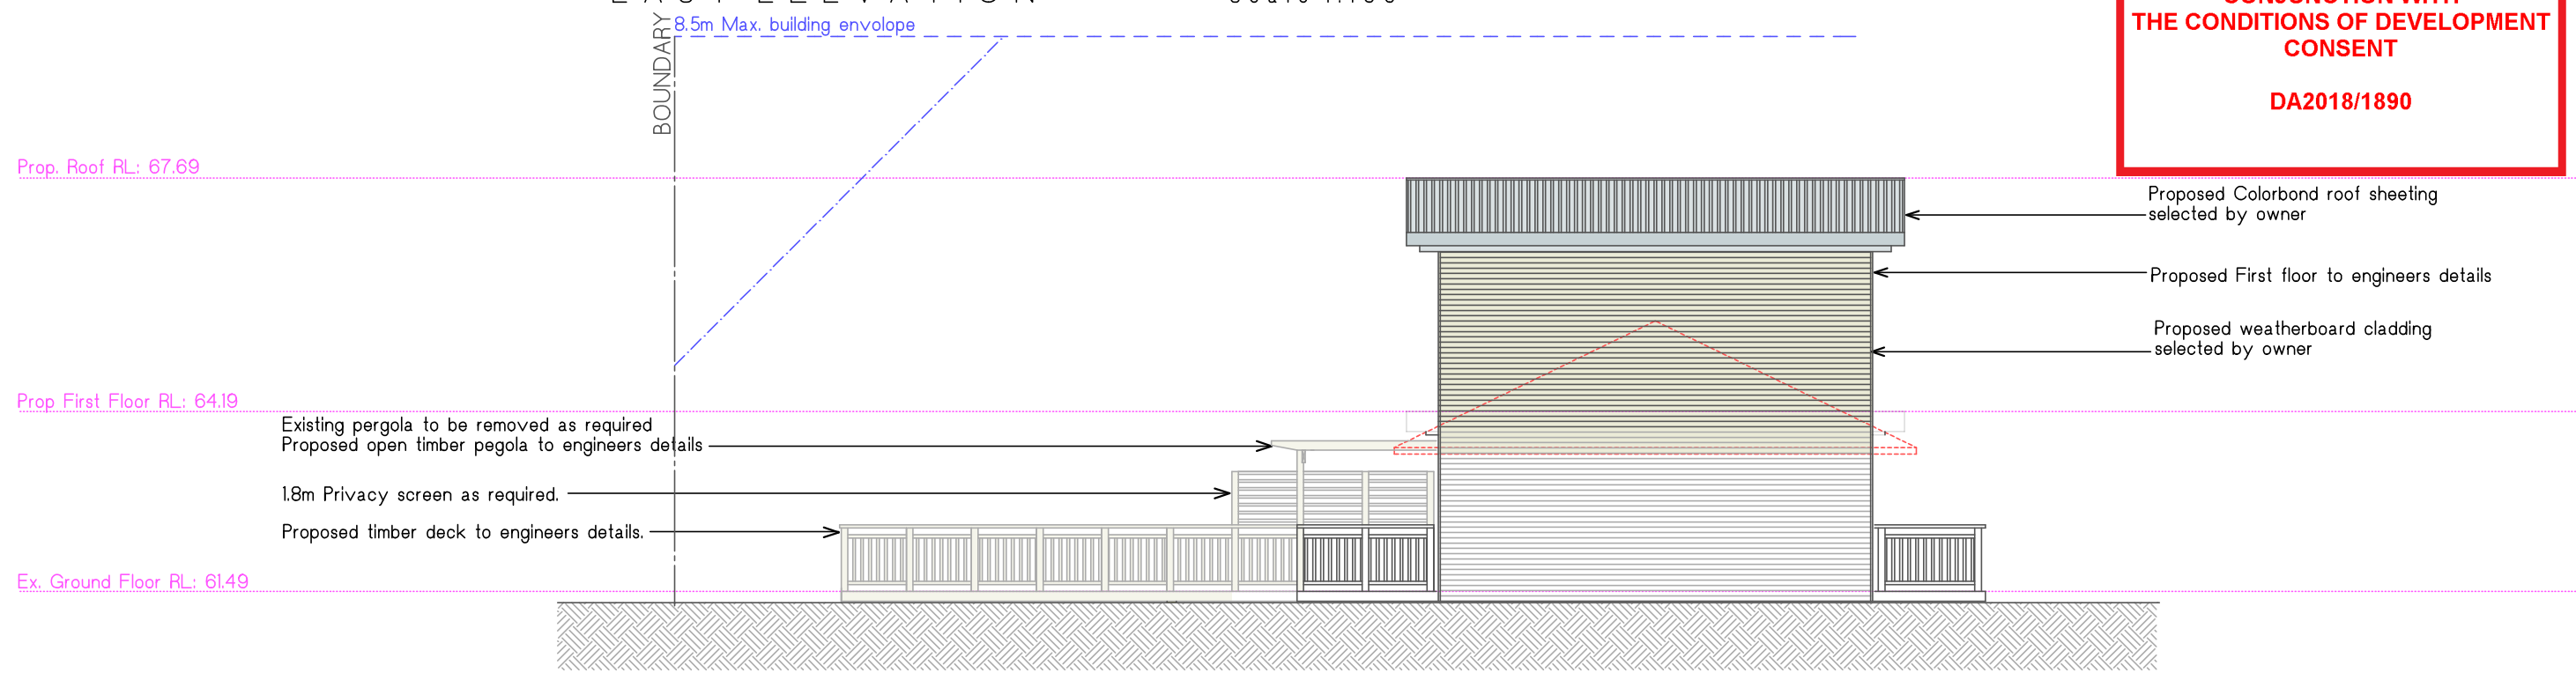 8.5m Max. building envolope
BOUNDARY
THE CONDITIONS OF DEVELOPMENT
CONSENT
DA2018/1890
Prop. Roof RL: 67.69
Proposed Colorbond roof sheeting
selected by owner
Proposed First floor to engineers details
Proposed weatherboard cladding
selected by owner
Prop First Floor RL: 64.19
Existing pergola to be removed as required
Proposed open timber pegola to engineers details
1.8m Privacy screen as required.
Proposed timber deck to engineers details.
Ex. Ground Floor RL: 61.49